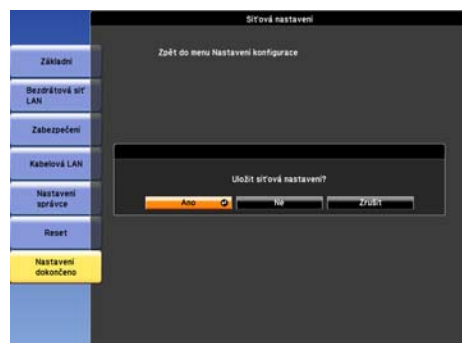 Síťová nastavení
Zpět do menu Nastavení konfigurace
Základní
Bezdrátová síť
LAN
Zabezpečení
Kabelová LAN
Nastavení
správce
Reset
Nastavení
dokončeno
Uložit síťová nastavení?
Ano
Ne
Zrušit